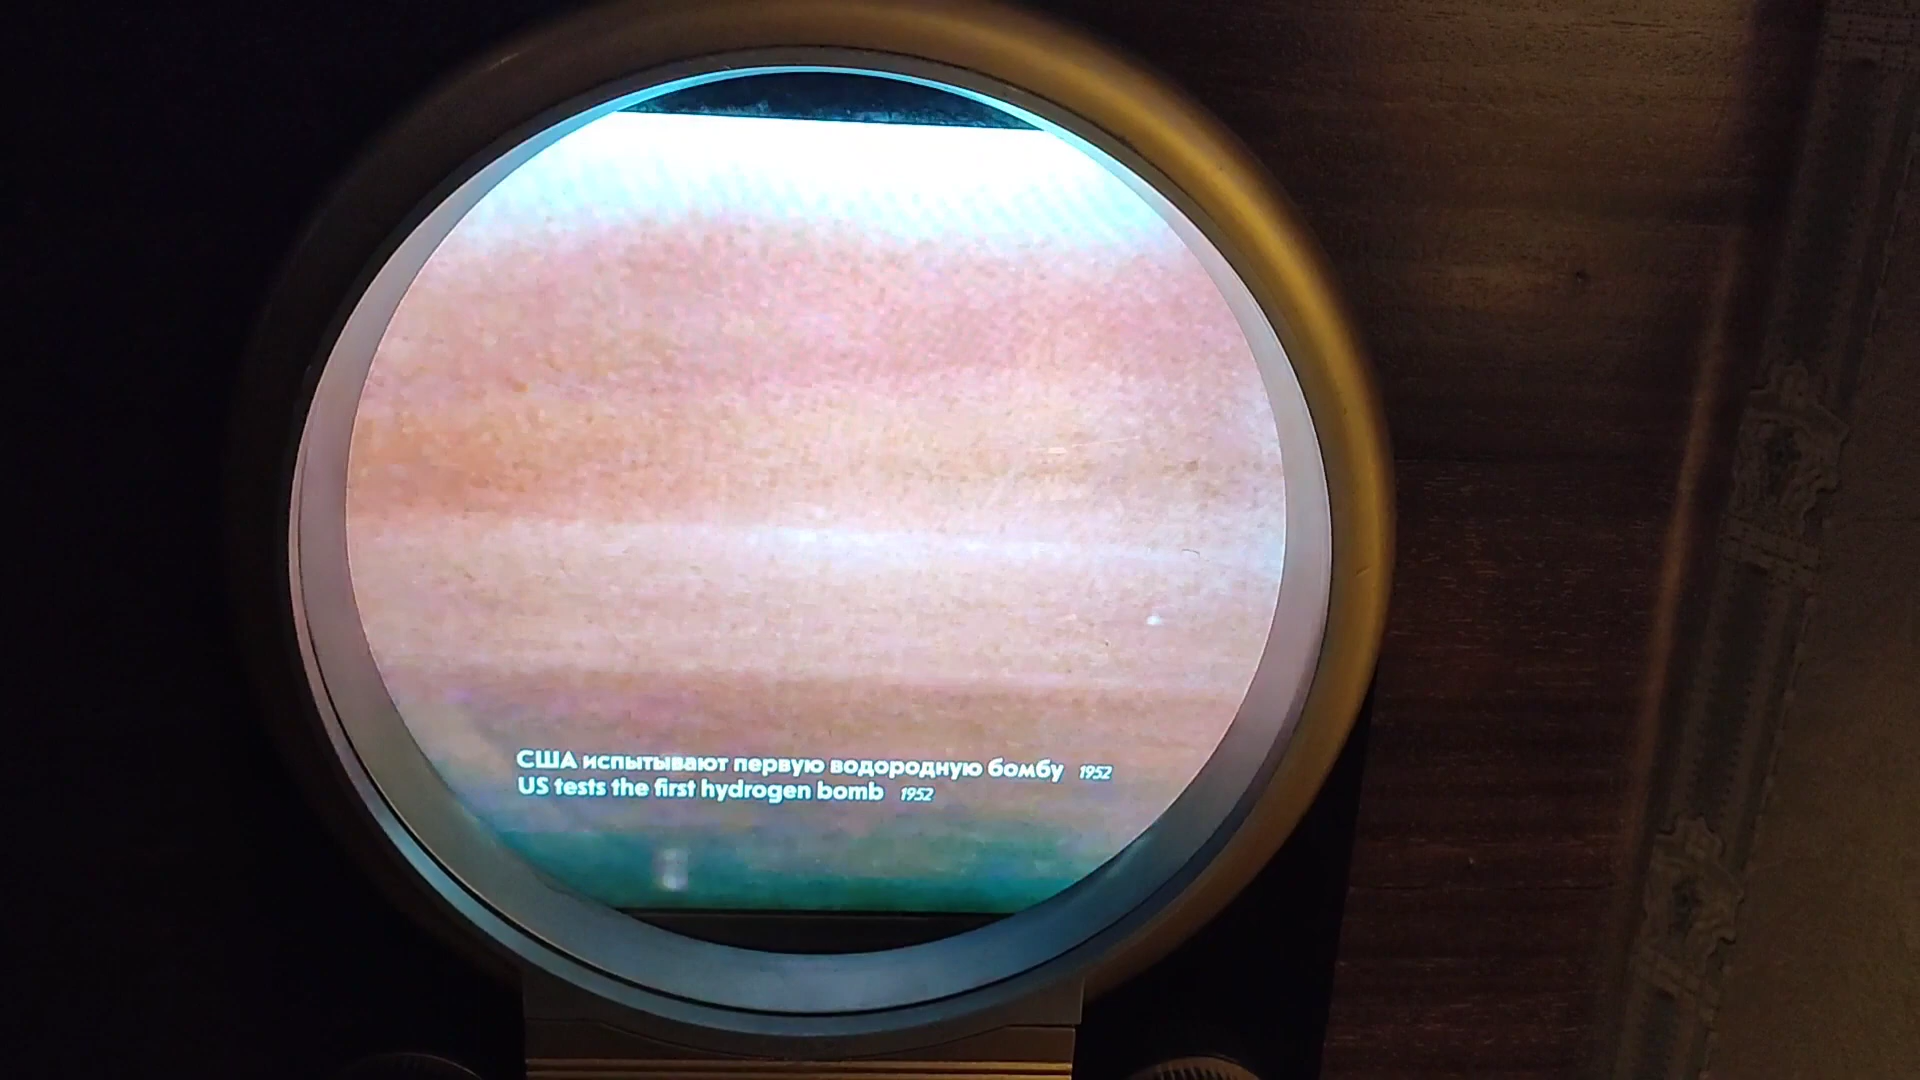 США испытывают первую водородную бомбу 1952
US tests the first hydrogen bomb 1952